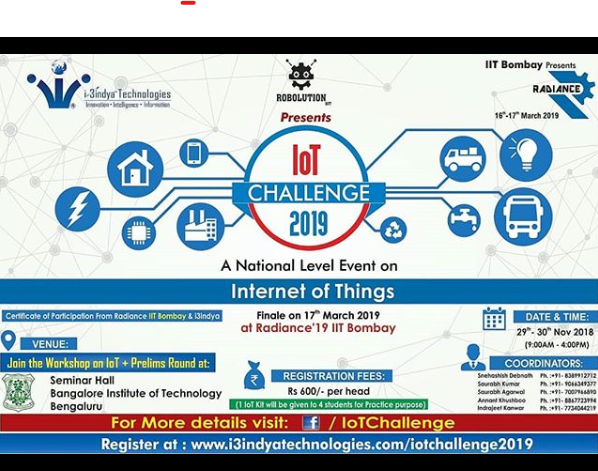 i-3indya Technologies
Innovation • Intelligence • Information
ROBOLUTION
Presents
IIT Bombay Presents
RADIANCE
16th-17th March 2019
IoT
CHALLENGE
2019
A National Level Event on
Internet of Things
Certificate of Participation From Radiance IIT Bombay & i3indya
Finale on 17th March 2019
at Radiance'19 IIT Bombay
DATE & TIME:
29th- 30th Nov 2018
(9:00AM - 4:00PM)
VENUE:
Join the Workshop on IoT + Prelims Round at:
Seminar Hall
Bangalore Institute of Technology
Bengaluru
REGISTRATION FEES:
Rs 600/- per head
(1 IoT Kit will be given to 4 students for Practice purpose)
COORDINATORS:
Snehashish Debnath Ph. :+91- 8389912712
Saurabh Kumar Ph. :+91- 9066349377
Saurabh Agarwal Ph. :+91- 7007966890
Annant Khushboo Ph. :+91- 8867723994
Indrajeet Kanwar Ph. :+91- 7734044219
For More details visit: f / IoTChallenge
Register at : www.i3indyatechnologies.com/iotchallenge2019